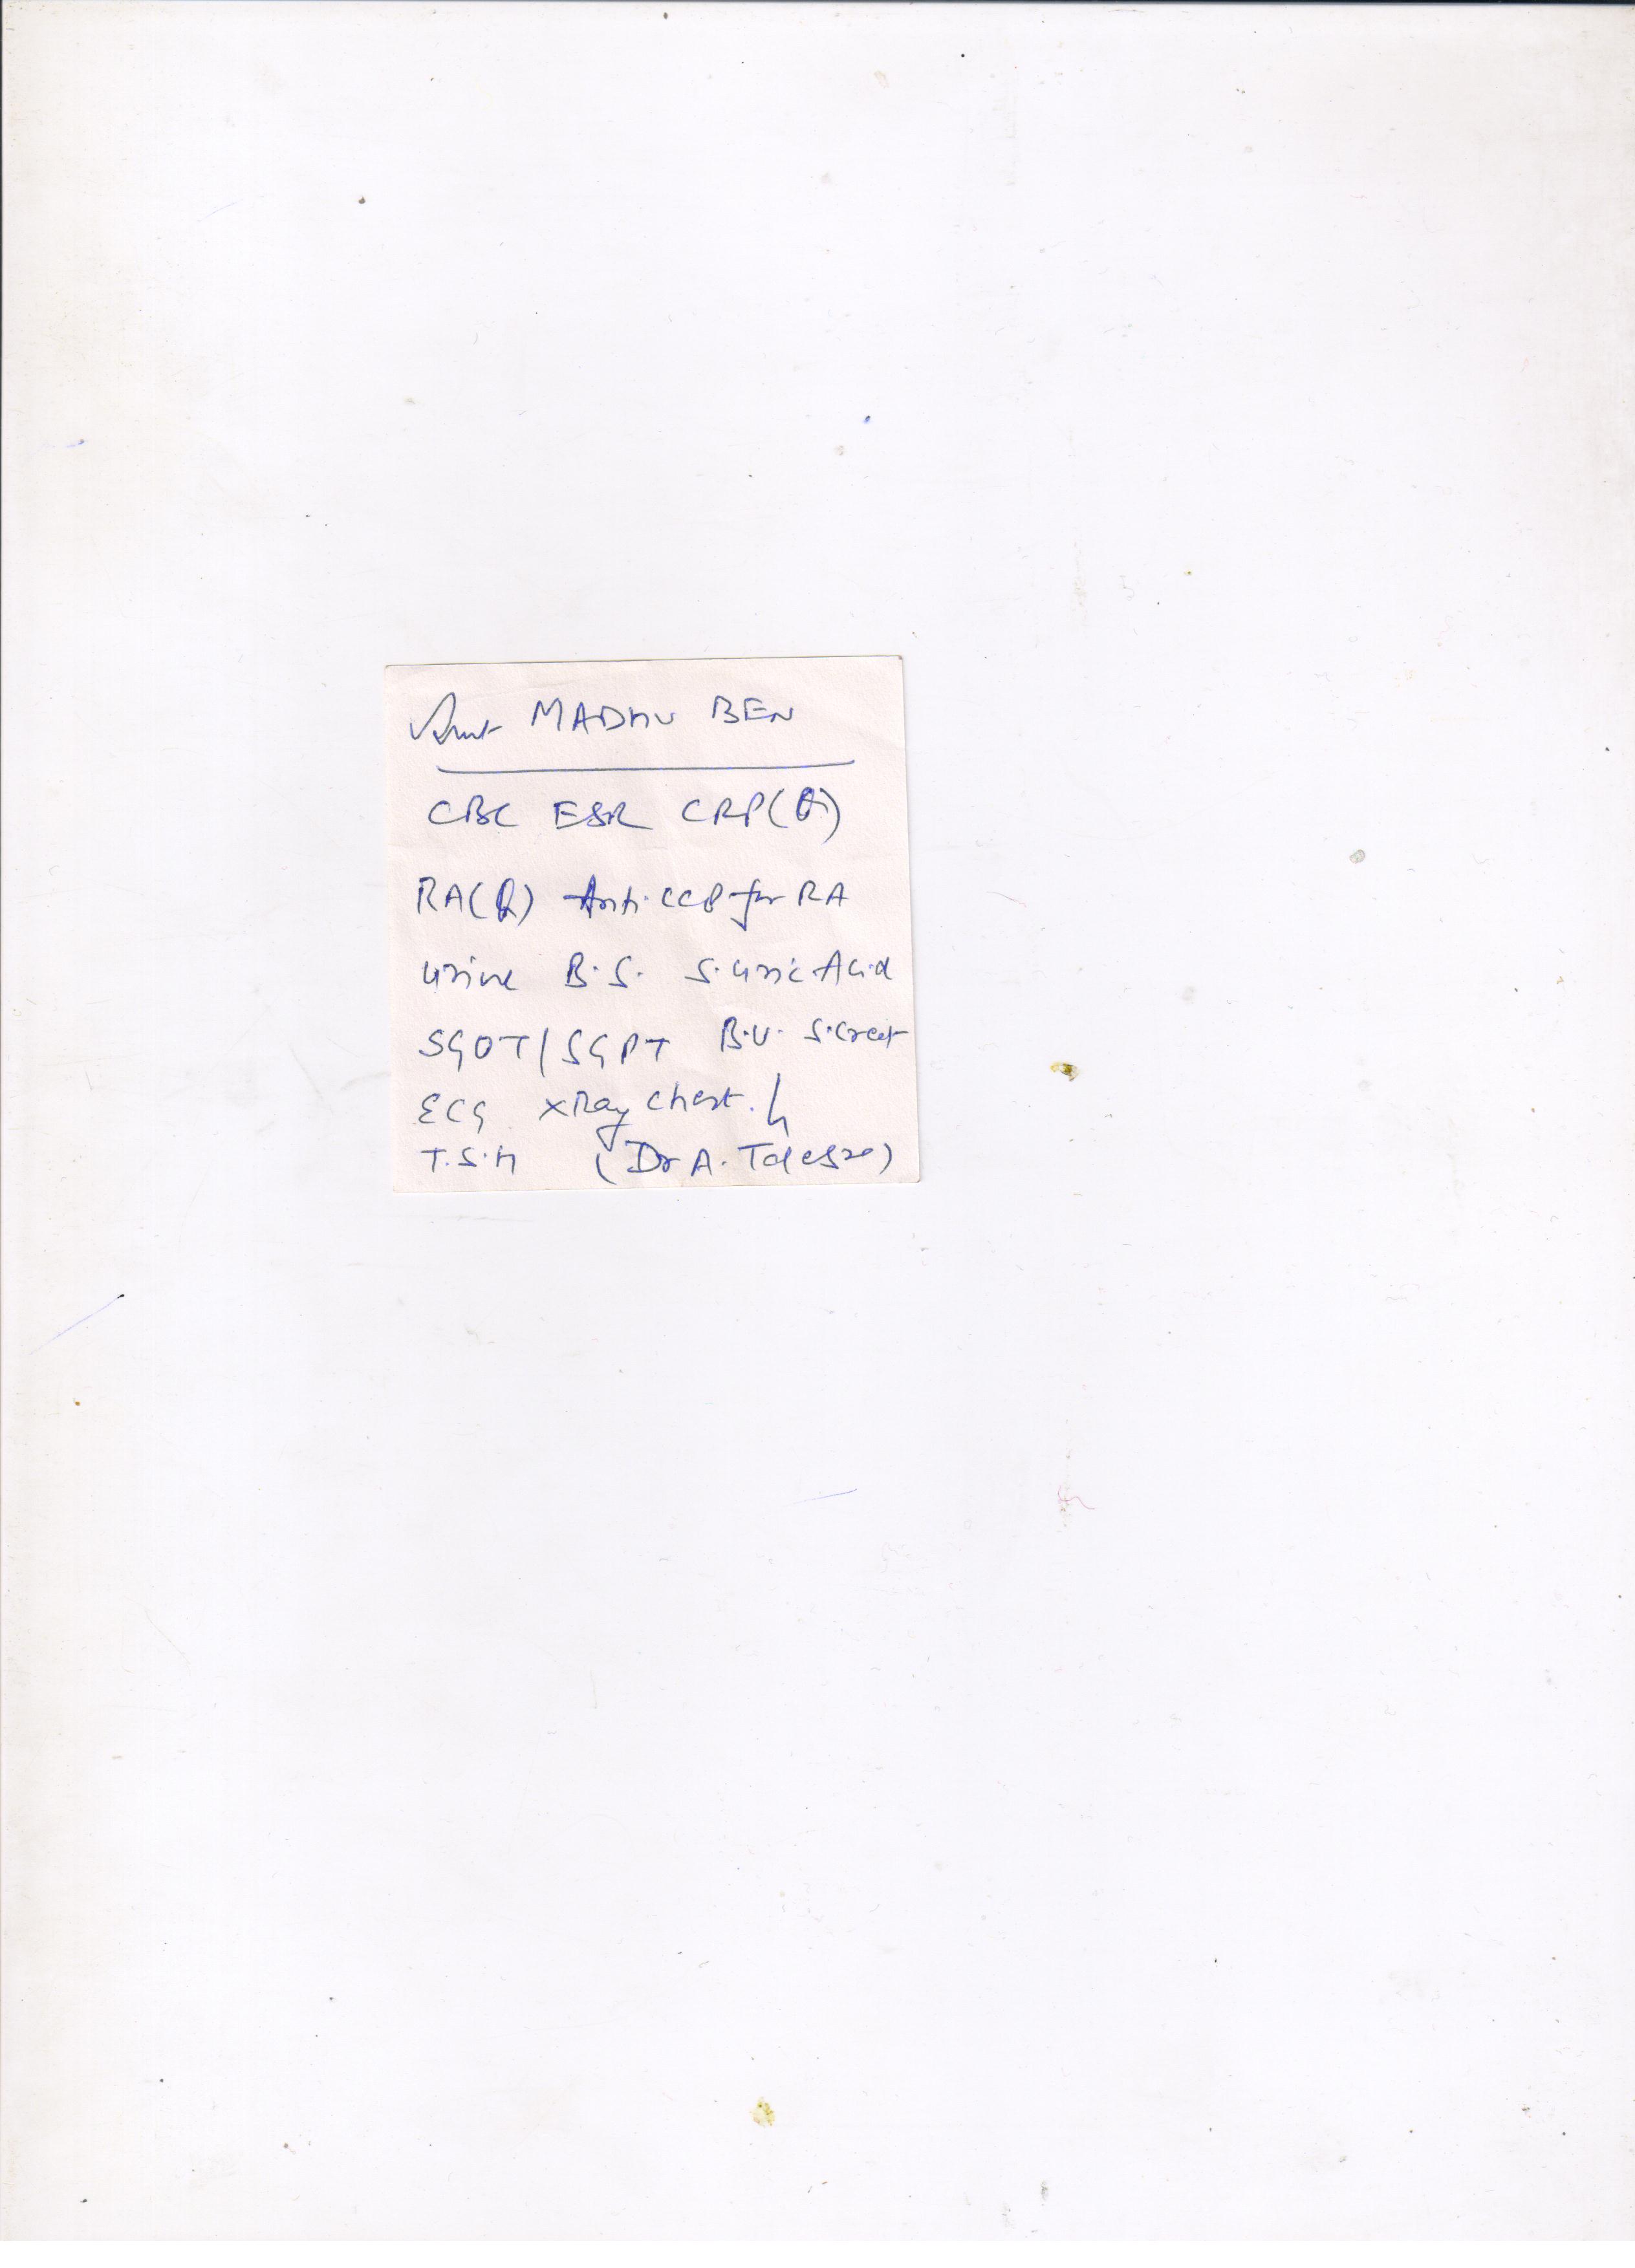 Smt MADHU BEN
CBC ESR CRP(Q)
RA(Q) Anti-CCP for RA
Urine B.S. S.Uric Acid
SGOT/SGPT B.U. S.Creat
ECG XRay Chest.
T.S.H (Dr A.